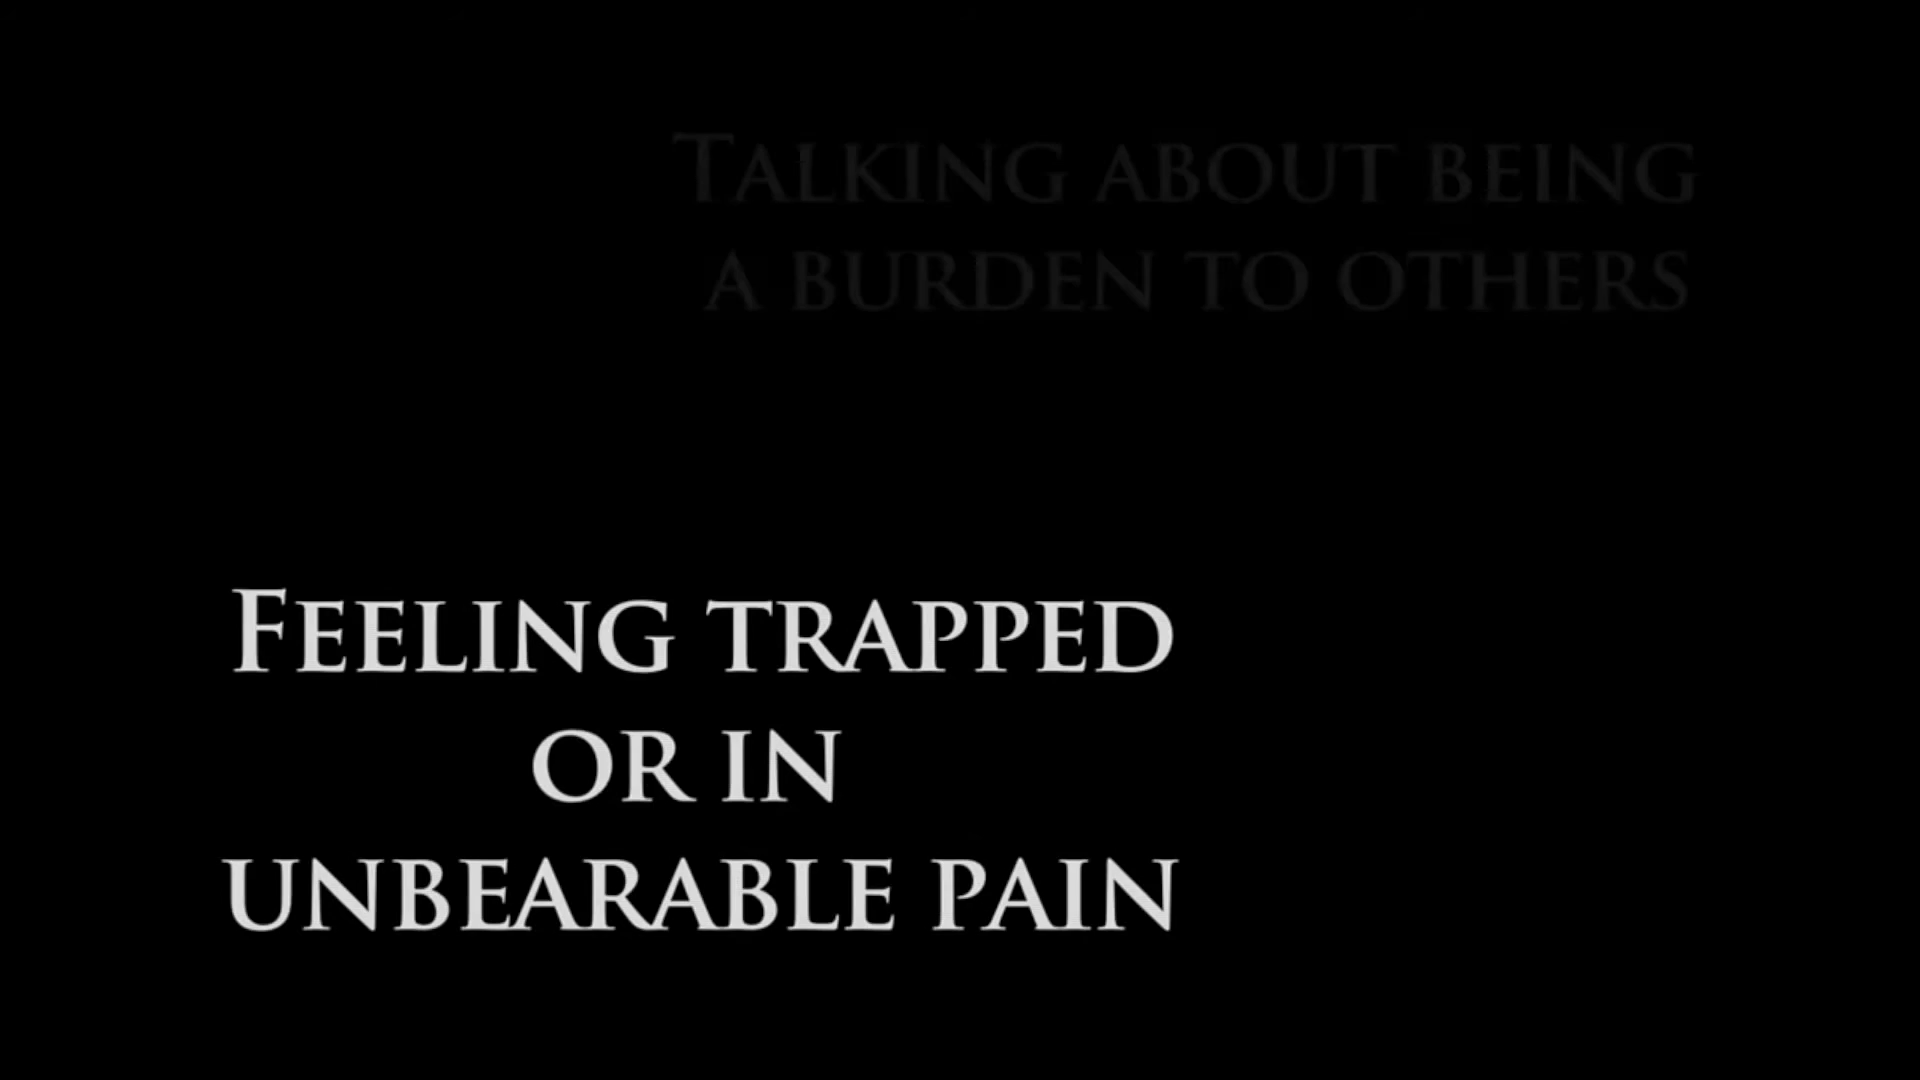 Talking about being
a burden to others
Feeling trapped
or in
unbearable pain